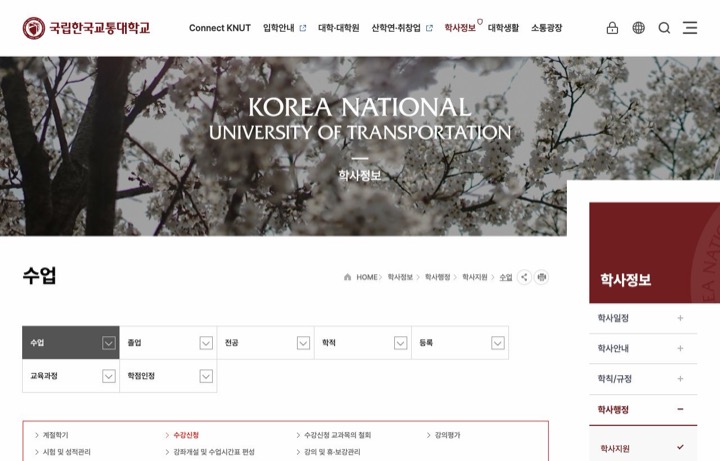 국립한국교통대학교
Connect KNUT 입학안내 대학·대학원 산학연·취창업 학사정보 대학생활 소통광장
KOREA NATIONAL
UNIVERSITY OF TRANSPORTATION
학사정보
수업
HOME 학사정보 학사행정 학사지원 수업
학사정보
학사일정
학사안내
학칙/규정
학사행정
학사지원
수업 졸업 전공 학적 등록
교육과정 학점인정
계절학기 수강신청 수강신청 교과목의 철회 강의평가
시험 및 성적관리 강좌개설 및 수업시간표 편성 강의 및 휴·보강관리